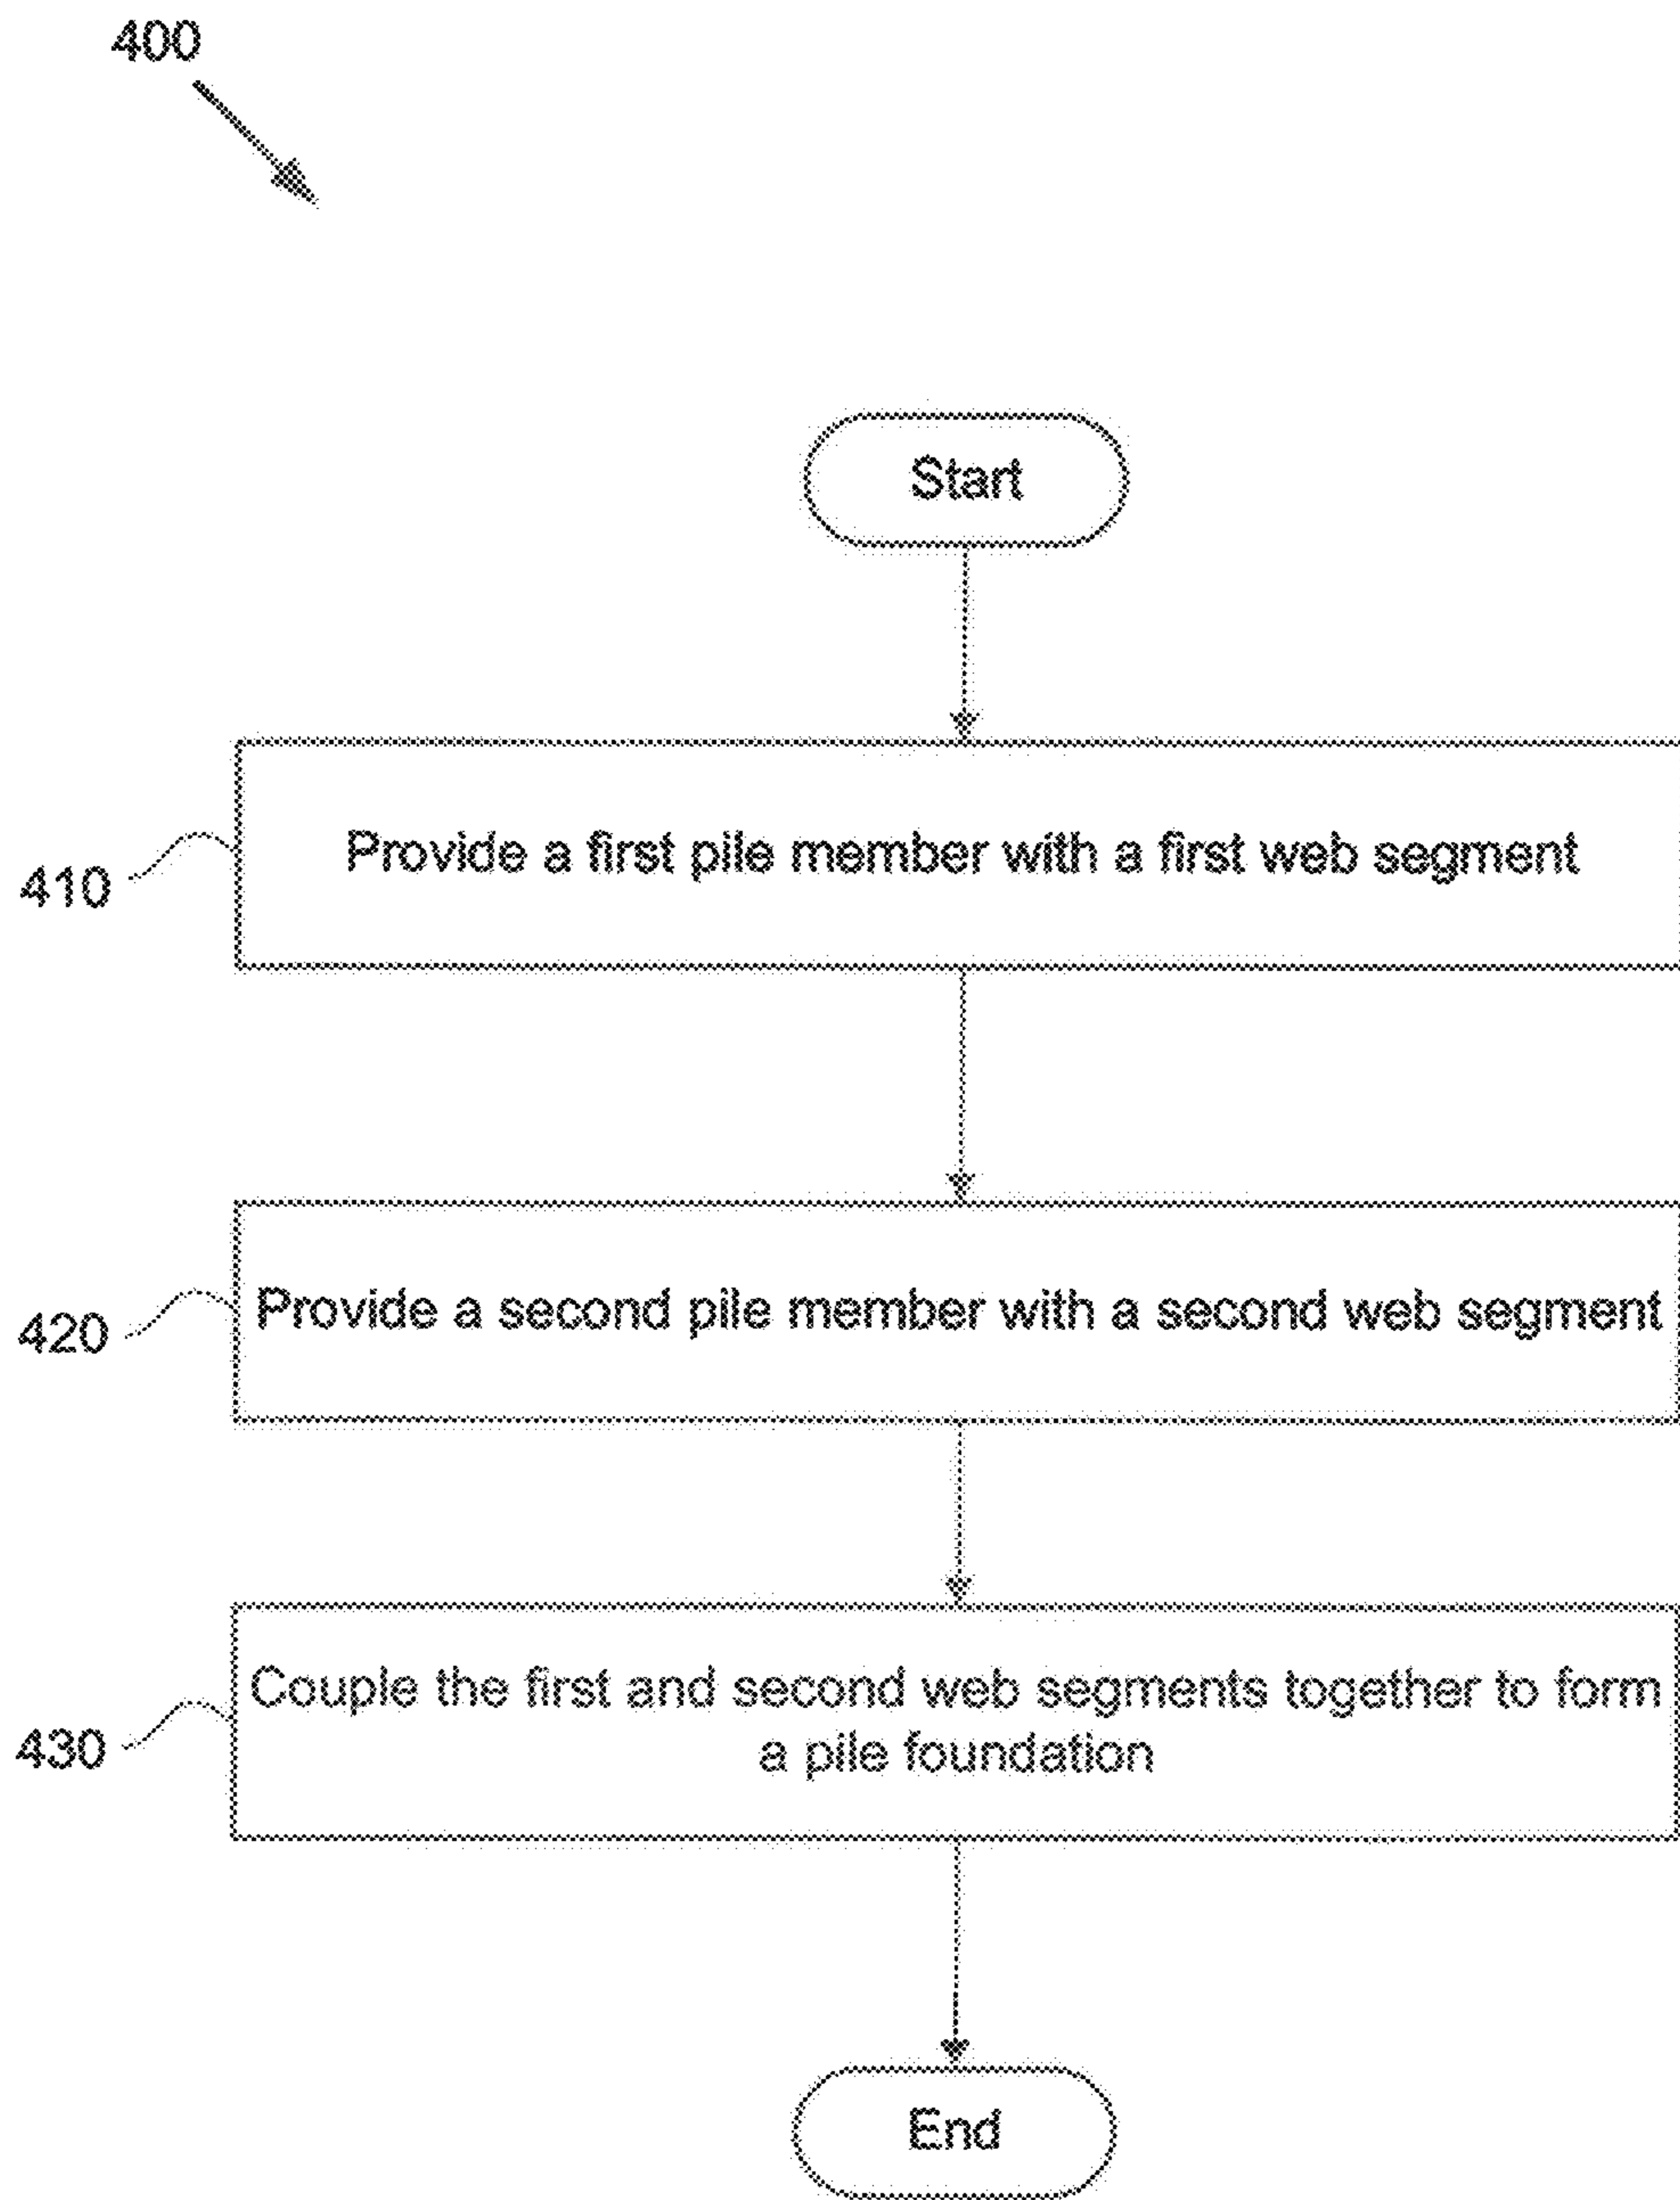 400
Start
Provide a first pile member with a first web segment
410
Provide a second pile member with a second web segment
420
Couple the first and second web segments together to form
a pile foundation
430
End